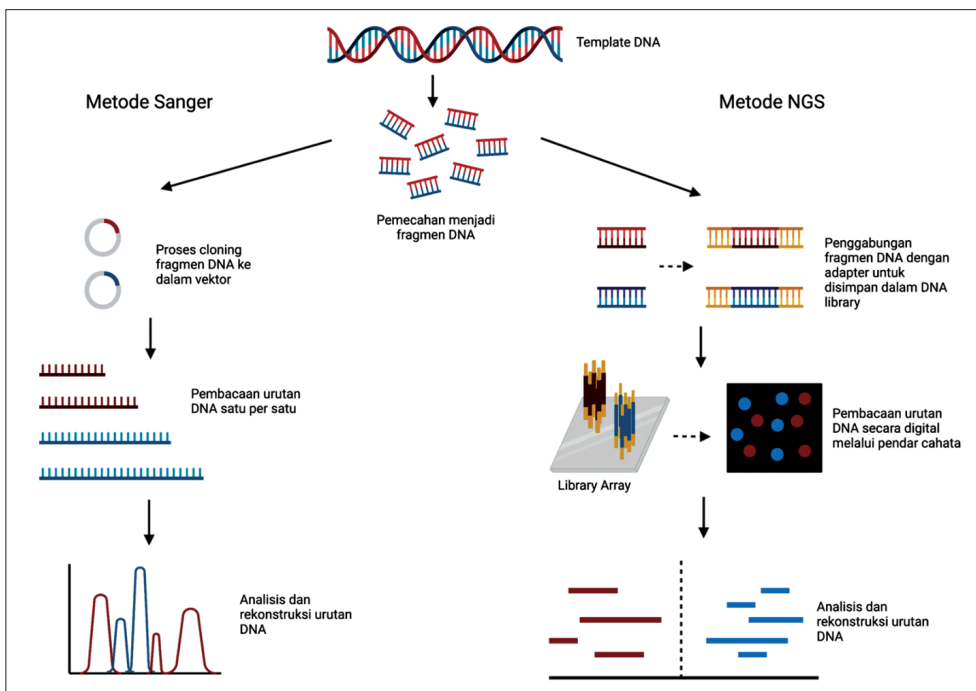 Template DNA
Metode Sanger
Metode NGS
Pemecahan menjadi
fragmen DNA
Proses cloning
fragmen DNA ke
dalam vektor
Pembacaan urutan
DNA satu per satu
Analisis dan
rekonstruksi urutan
DNA
Penggabungan
fragmen DNA dengan
adapter untuk
disimpan dalam DNA
library
Library Array
Pembacaan urutan
DNA secara digital
melalui pendar cahata
Analisis dan
rekonstruksi urutan
DNA